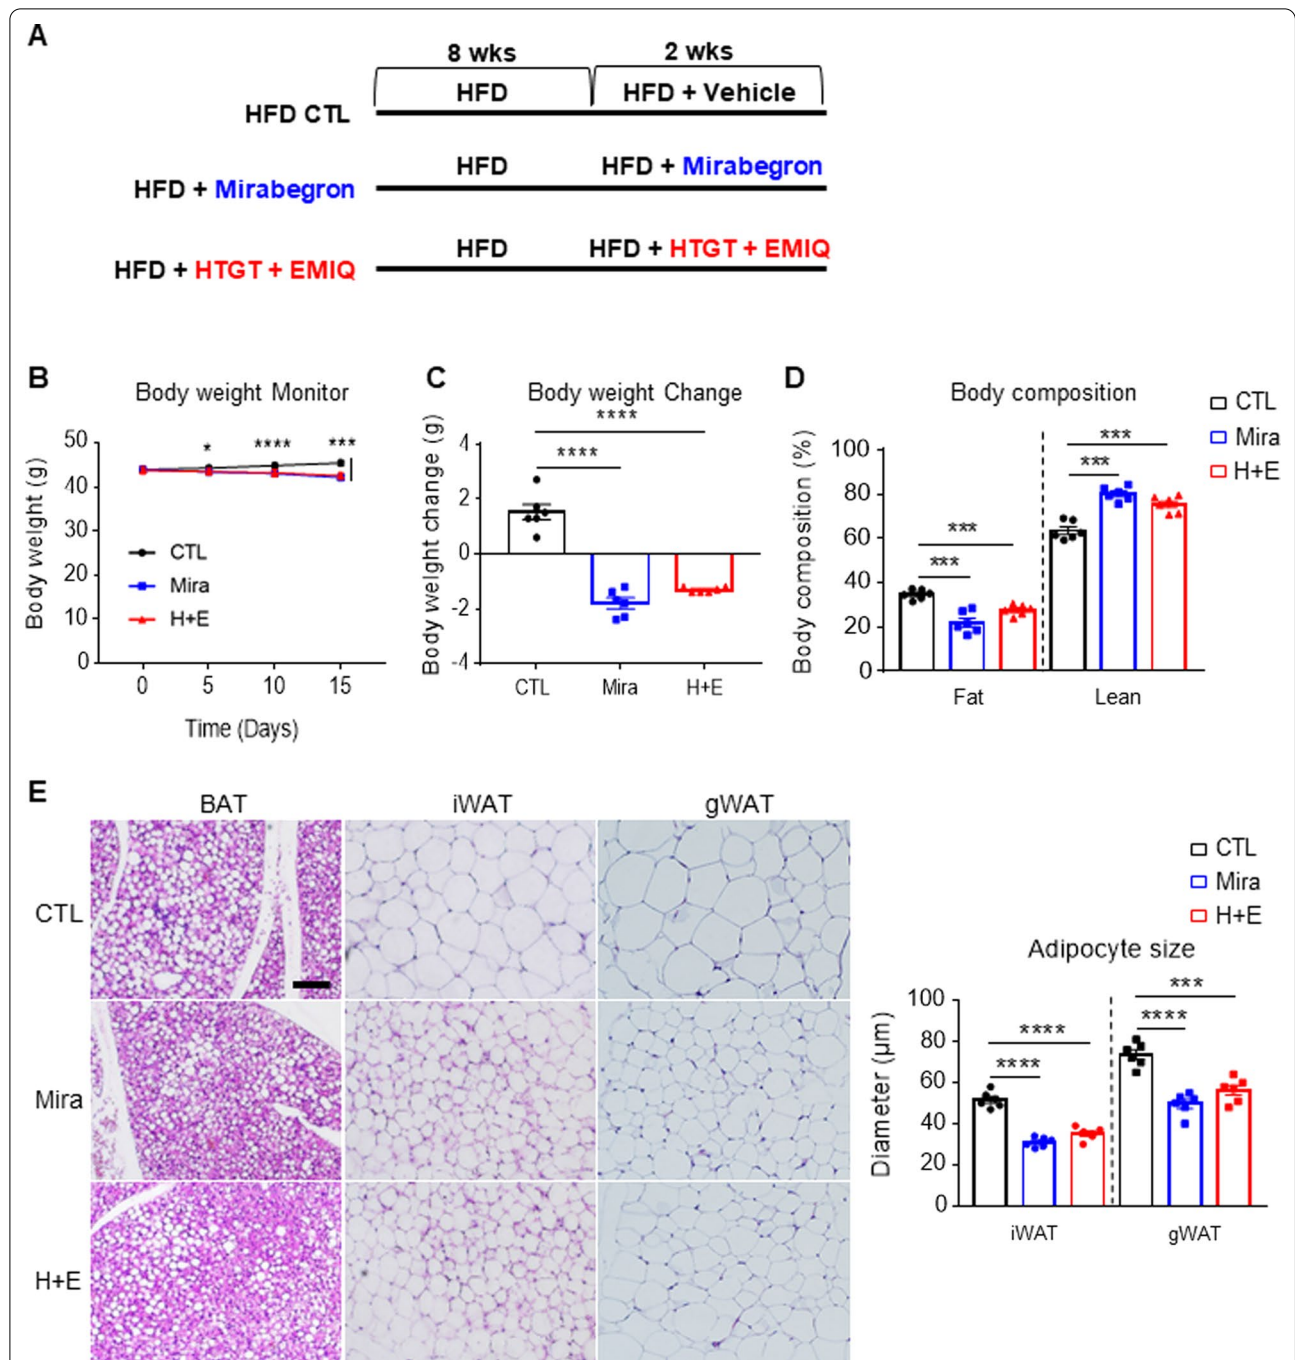 A
8 wks 2 wks
HFD HFD + Vehicle
HFD CTL
HFD HFD + Mirabegron
HFD + Mirabegron
HFD HFD + HTGT + EMIQ
HFD + HTGT + EMIQ
B
Body weight Monitor
Body weight (g)
50
40
30
20
10
0
* **** ***
CTL
Mira
H+E
0 5 10 15
Time (Days)
C
Body weight Change
Body weight change (g)
****
****
4
2
0
-2
-4
CTL Mira H+E
D
Body composition
Body composition (%)
100
80
60
40
20
0
***
***
***
***
Fat Lean
CTL
Mira
H+E
E
BAT iWAT gWAT
CTL
Mira
H+E
CTL
Mira
H+E
Adipocyte size
Diameter (µm)
100
80
60
40
20
0
****
****
***
****
iWAT gWAT